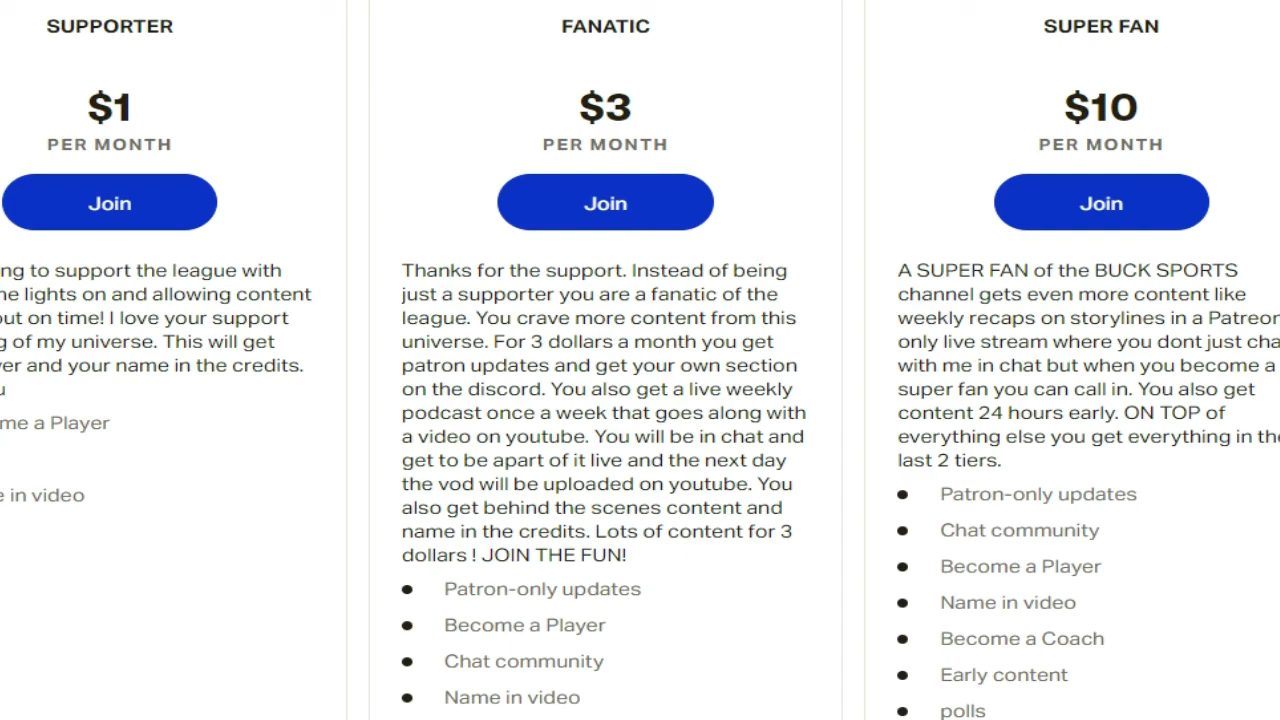 SUPPORTER
$1
PER MONTH
Join
ng to support the league with
ne lights on and allowing content
out on time! I love your support
g of my universe. This will get
er and your name in the credits.
u
me a Player
e in video
FANATIC
$3
PER MONTH
Join
Thanks for the support. Instead of being
just a supporter you are a fanatic of the
league. You crave more content from this
universe. For 3 dollars a month you get
patron updates and get your own section
on the discord. You also get a live weekly
podcast once a week that goes along with
a video on youtube. You will be in chat and
get to be apart of it live and the next day
the vod will be uploaded on youtube. You
also get behind the scenes content and
name in the credits. Lots of content for 3
dollars ! JOIN THE FUN!
Patron-only updates
Become a Player
Chat community
Name in video
SUPER FAN
$10
PER MONTH
Join
A SUPER FAN of the BUCK SPORTS
channel gets even more content like
weekly recaps on storylines in a Patreon
only live stream where you dont just cha
with me in chat but when you become a
super fan you can call in. You also get
content 24 hours early. ON TOP of
everything else you get everything in the
last 2 tiers.
Patron-only updates
Chat community
Become a Player
Name in video
Become a Coach
Early content
polls